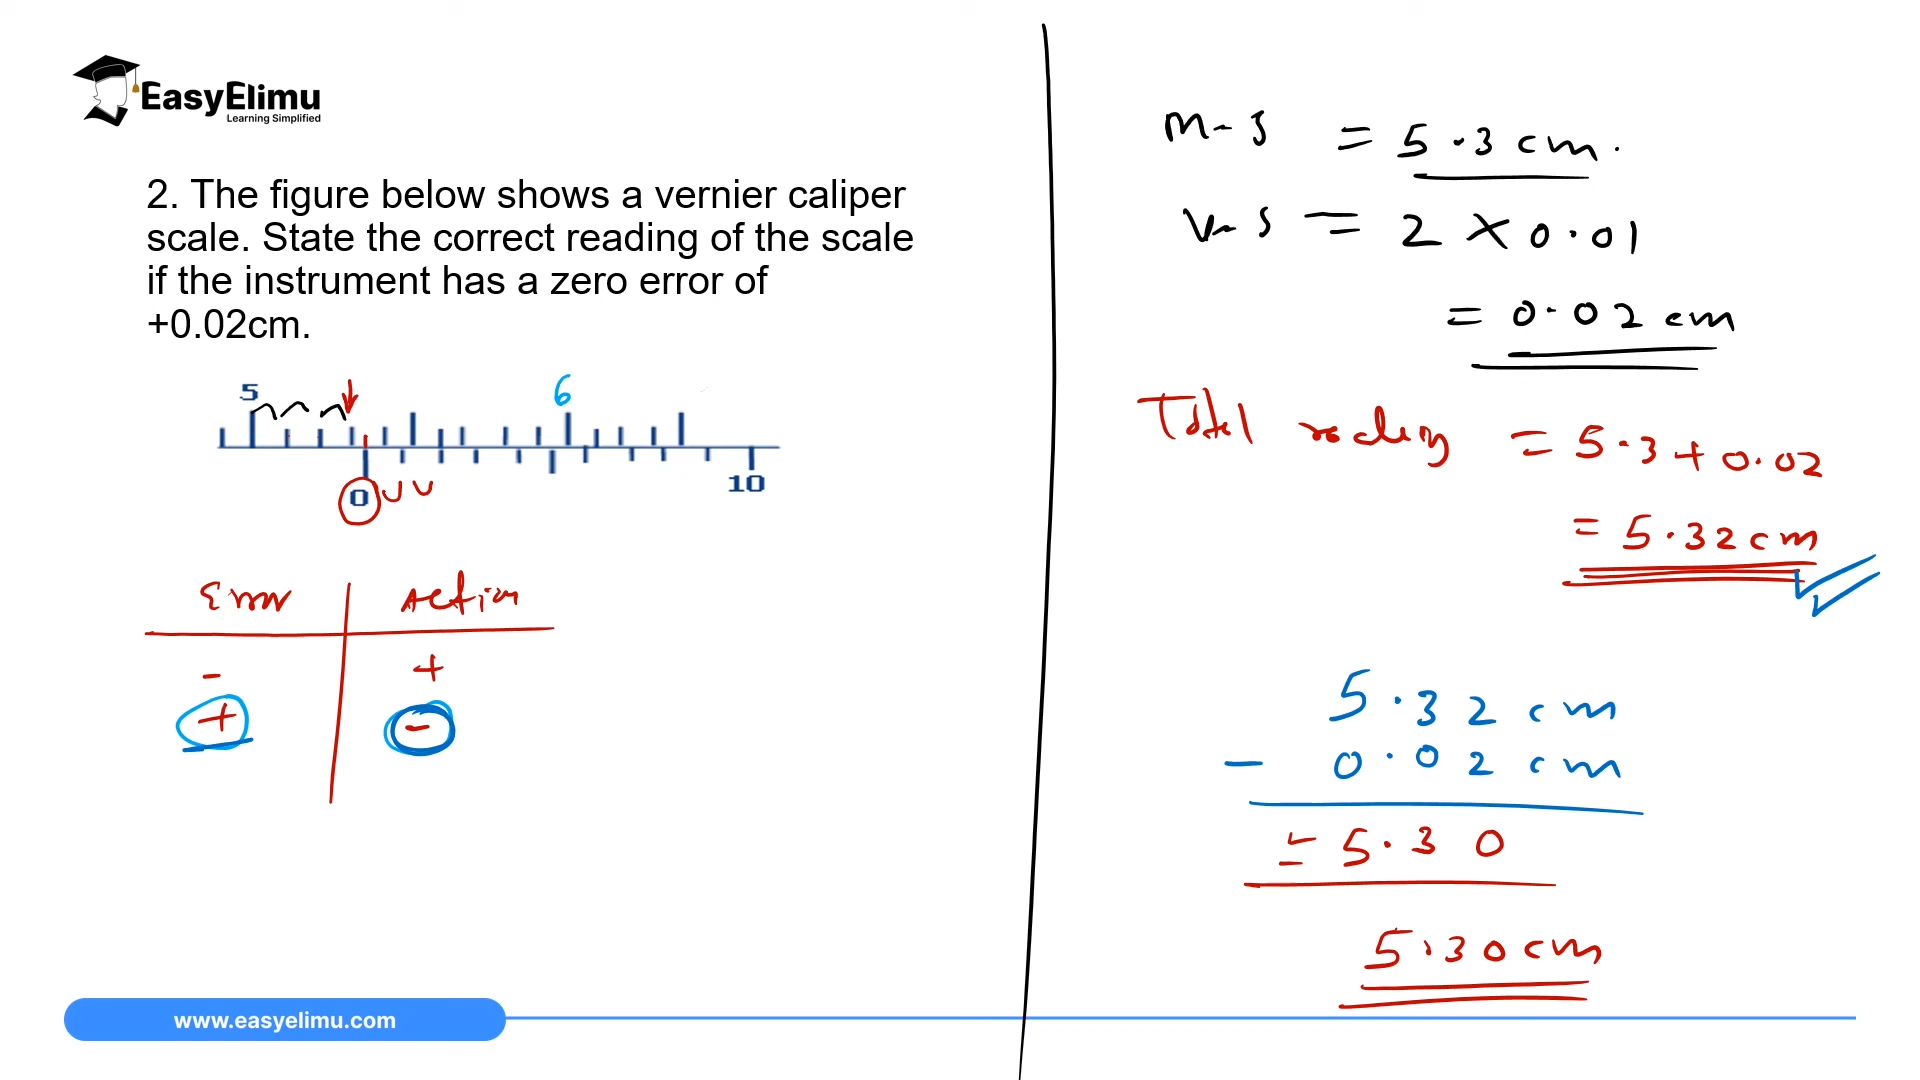 EasyElimu
Learning Simplified
2. The figure below shows a vernier caliper
scale. State the correct reading of the scale
if the instrument has a zero error of
+0.02cm.
5 6
0 10
Error Action
- +
+ -
www.easyelimu.com
M-S = 5.3 cm.
V-S = 2 × 0.01
= 0.02 cm
Total reading = 5.3 + 0.02
= 5.32 cm
5.32 cm
- 0.02 cm
= 5.30
5.30 cm